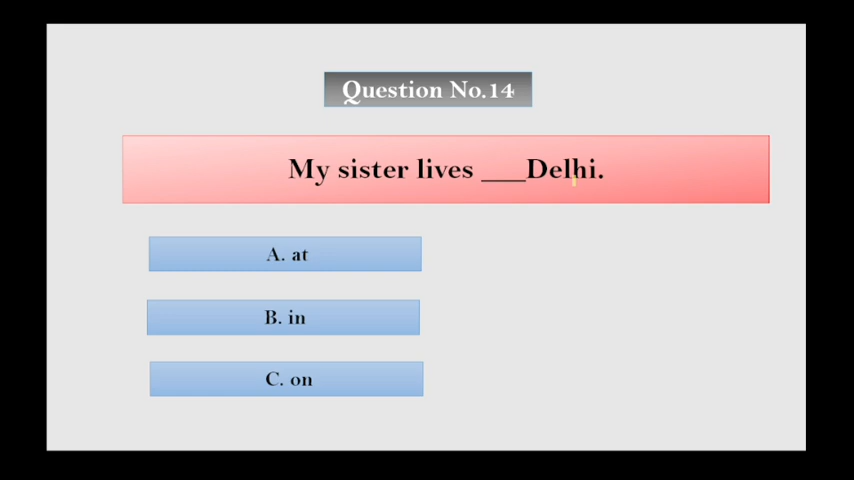 Question No.14
My sister lives ___Delhi.
A. at
B. in
C. on